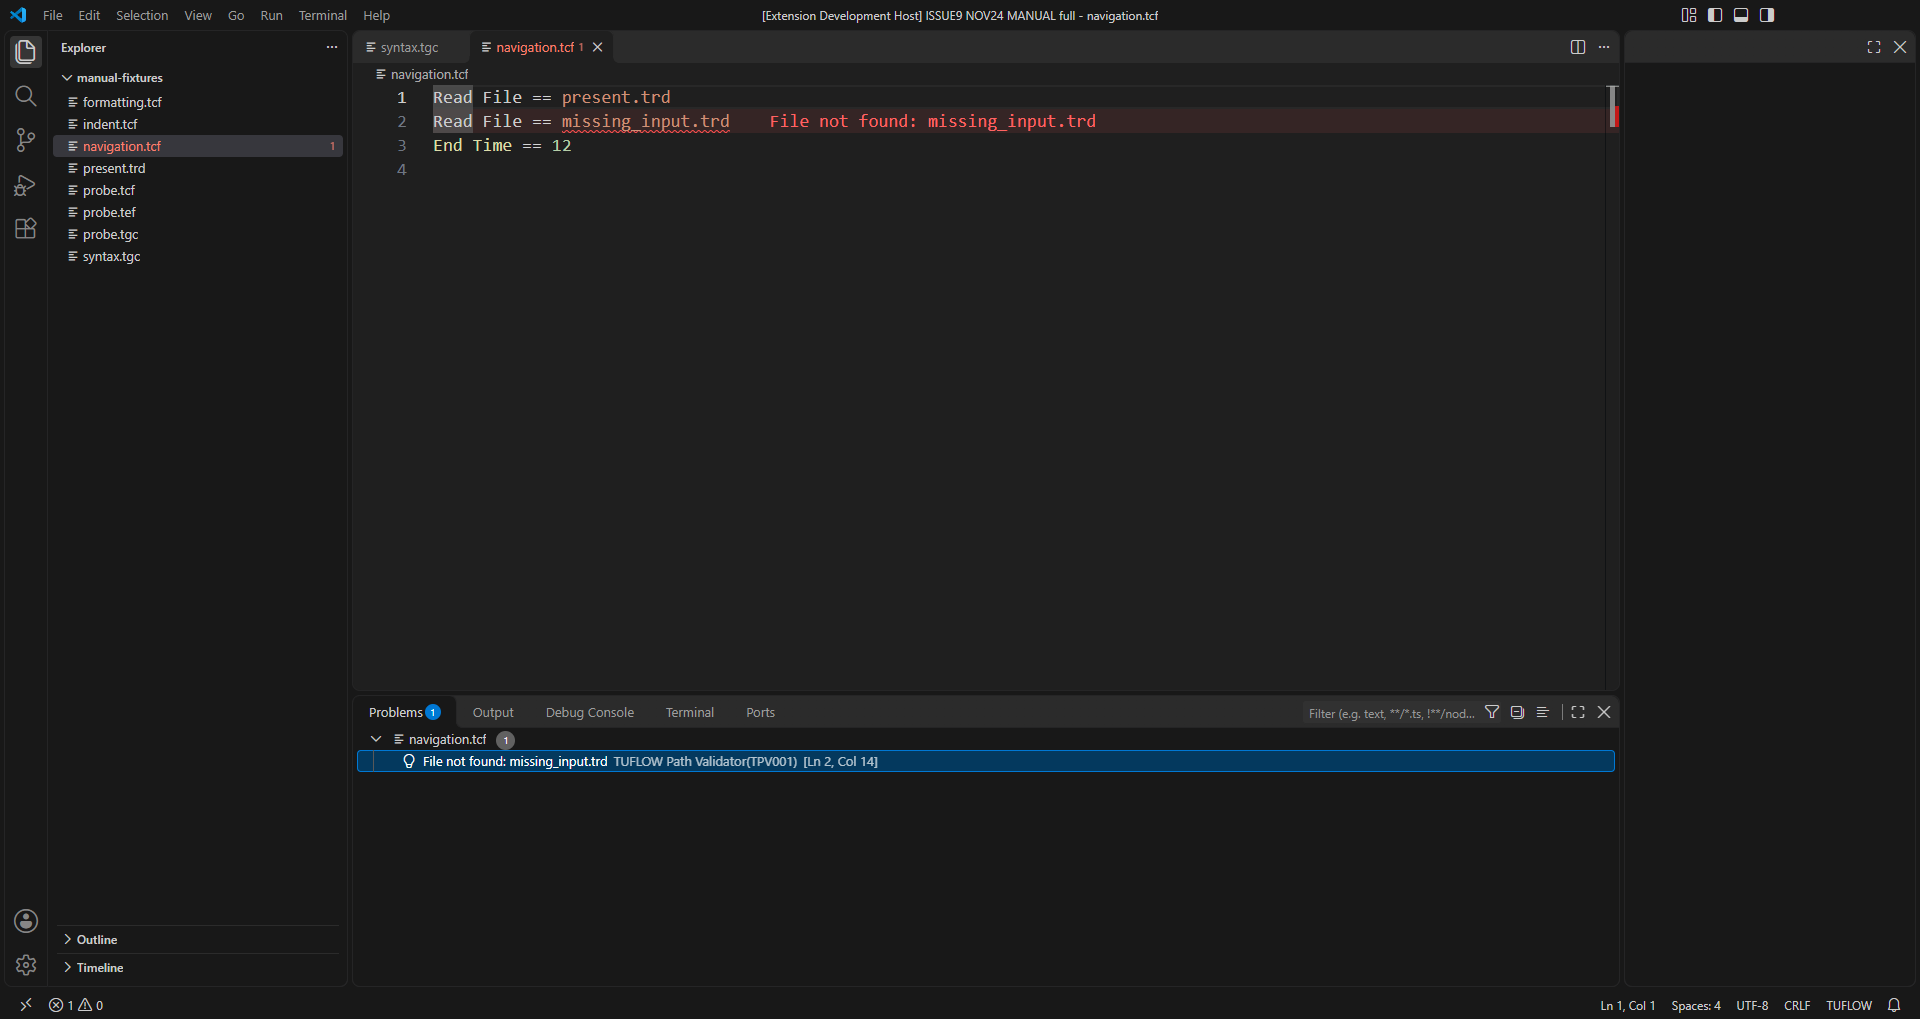 File Edit Selection View Go Run Terminal Help
[Extension Development Host] ISSUE9 NOV24 MANUAL full - navigation.tcf
Explorer
manual-fixtures
formatting.tcf
indent.tcf
navigation.tcf 1
present.trd
probe.tcf
probe.tef
probe.tgc
syntax.tgc
Outline
Timeline
syntax.tgc
navigation.tcf 1
navigation.tcf
1 Read File == present.trd
2 Read File == missing_input.trd File not found: missing_input.trd
3 End Time == 12
4
Problems 1 Output Debug Console Terminal Ports
Filter (e.g. text, **/*.ts, !**/nod...
navigation.tcf 1
File not found: missing_input.trd TUFLOW Path Validator(TPV001) [Ln 2, Col 14]
1 0
Ln 1, Col 1 Spaces: 4 UTF-8 CRLF TUFLOW